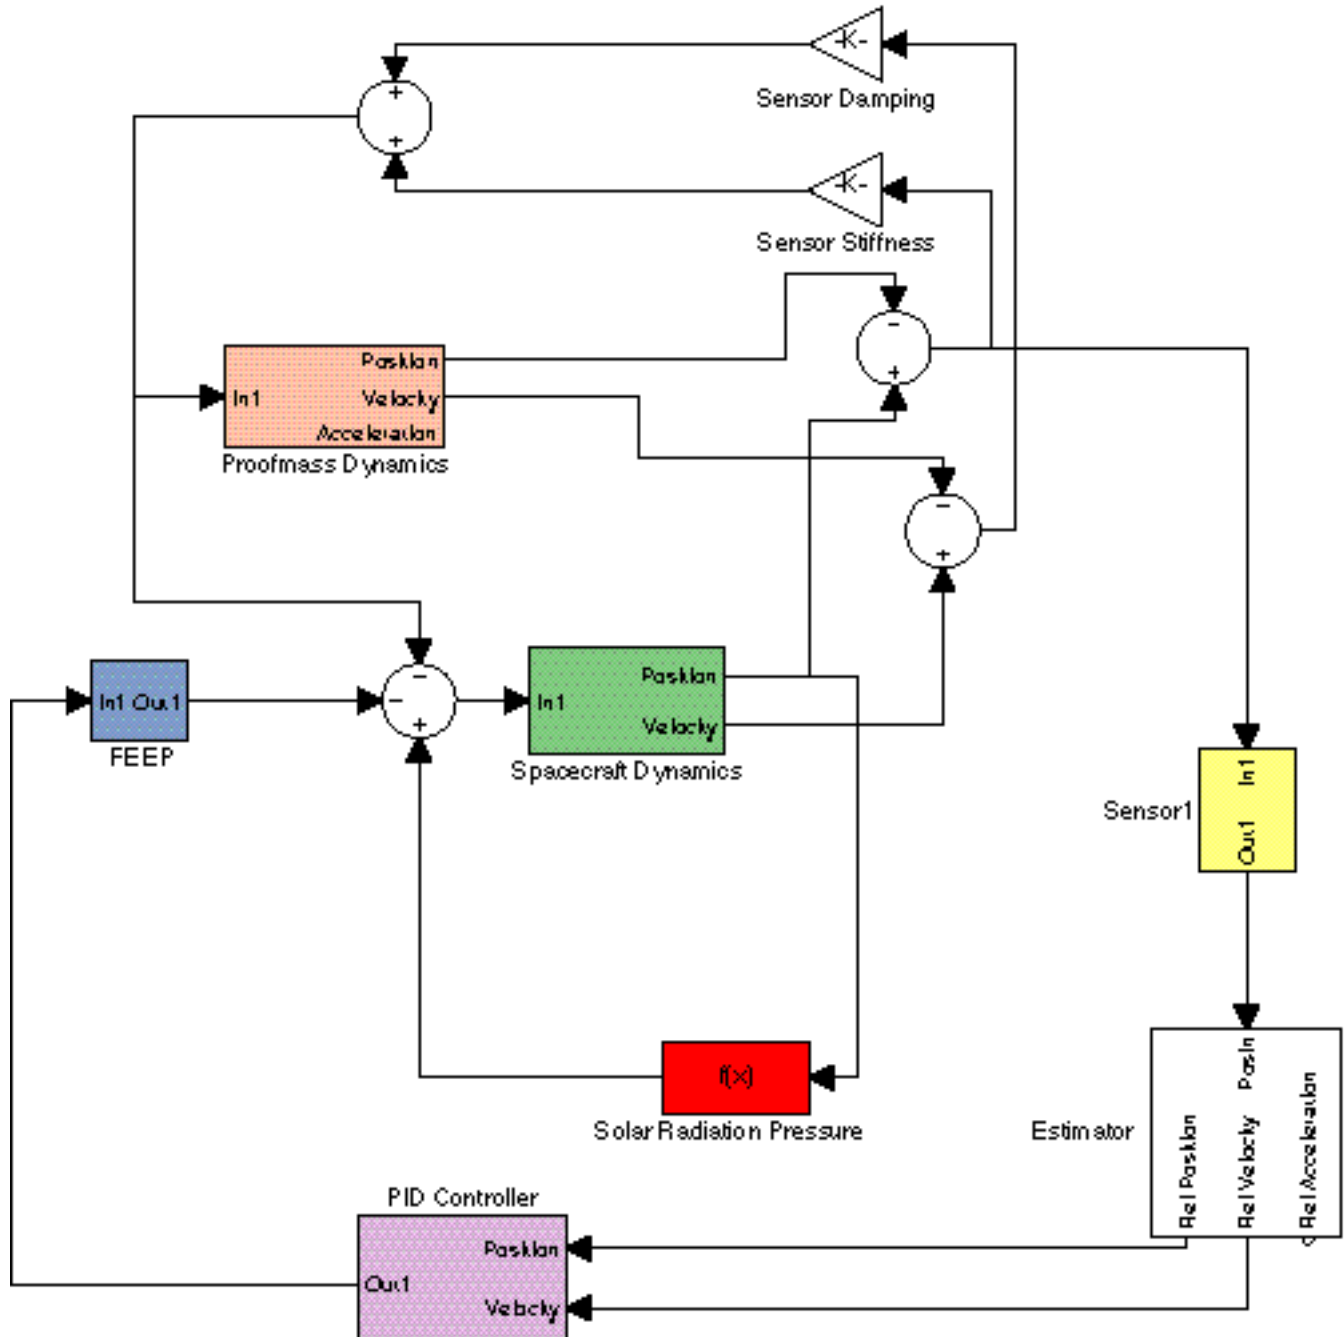 -K-
Sensor Damping
+
+
-K-
Sensor Stiffness
-
+
Position
In1 Velocity
Acceleration
Proofmass Dynamics
-
+
In1 Out1
FEEP
-
-
+
Position
In1
Velocity
Spacecraft Dynamics
In1
Sensor1
Out1
f(x)
Solar Radiation Pressure
PosIn
Estimator
Rel Position
Rel Velocity
Rel Acceleration
PID Controller
Position
Out1
Velocity